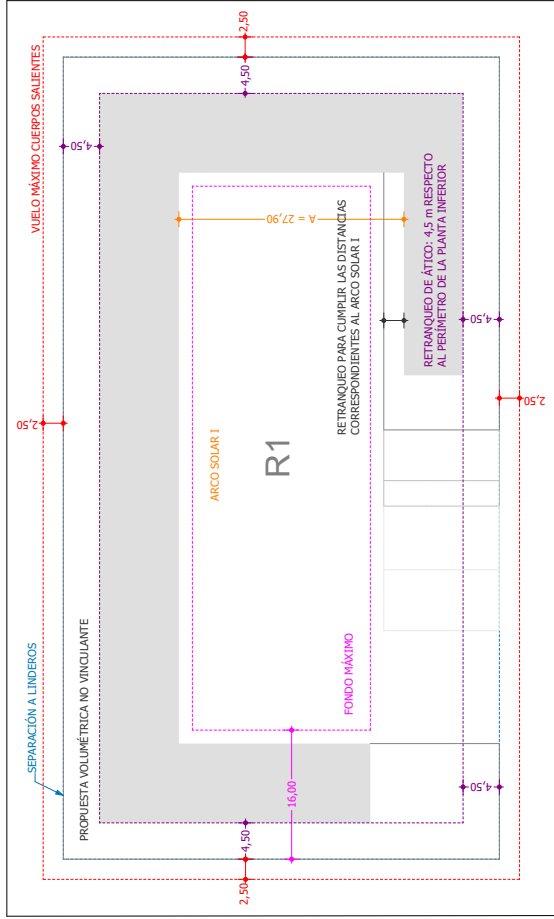 SEPARACIÓN A LINDEROS
VUELO MÁXIMO CUERPOS SALIENTES
2,50
2,50
4,50
4,50
PROPUESTA VOLUMÉTRICA NO VINCULANTE
ARCO SOLAR I
A = 27,90
R1
RETRANQUEO PARA CUMPLIR LAS DISTANCIAS
CORRESPONDIENTES AL ARCO SOLAR I
FONDO MÁXIMO
16,00
RETRANQUEO DE ÁTICO: 4,5 m RESPECTO
AL PERÍMETRO DE LA PLANTA INFERIOR
4,50
2,50
4,50
4,50
2,50